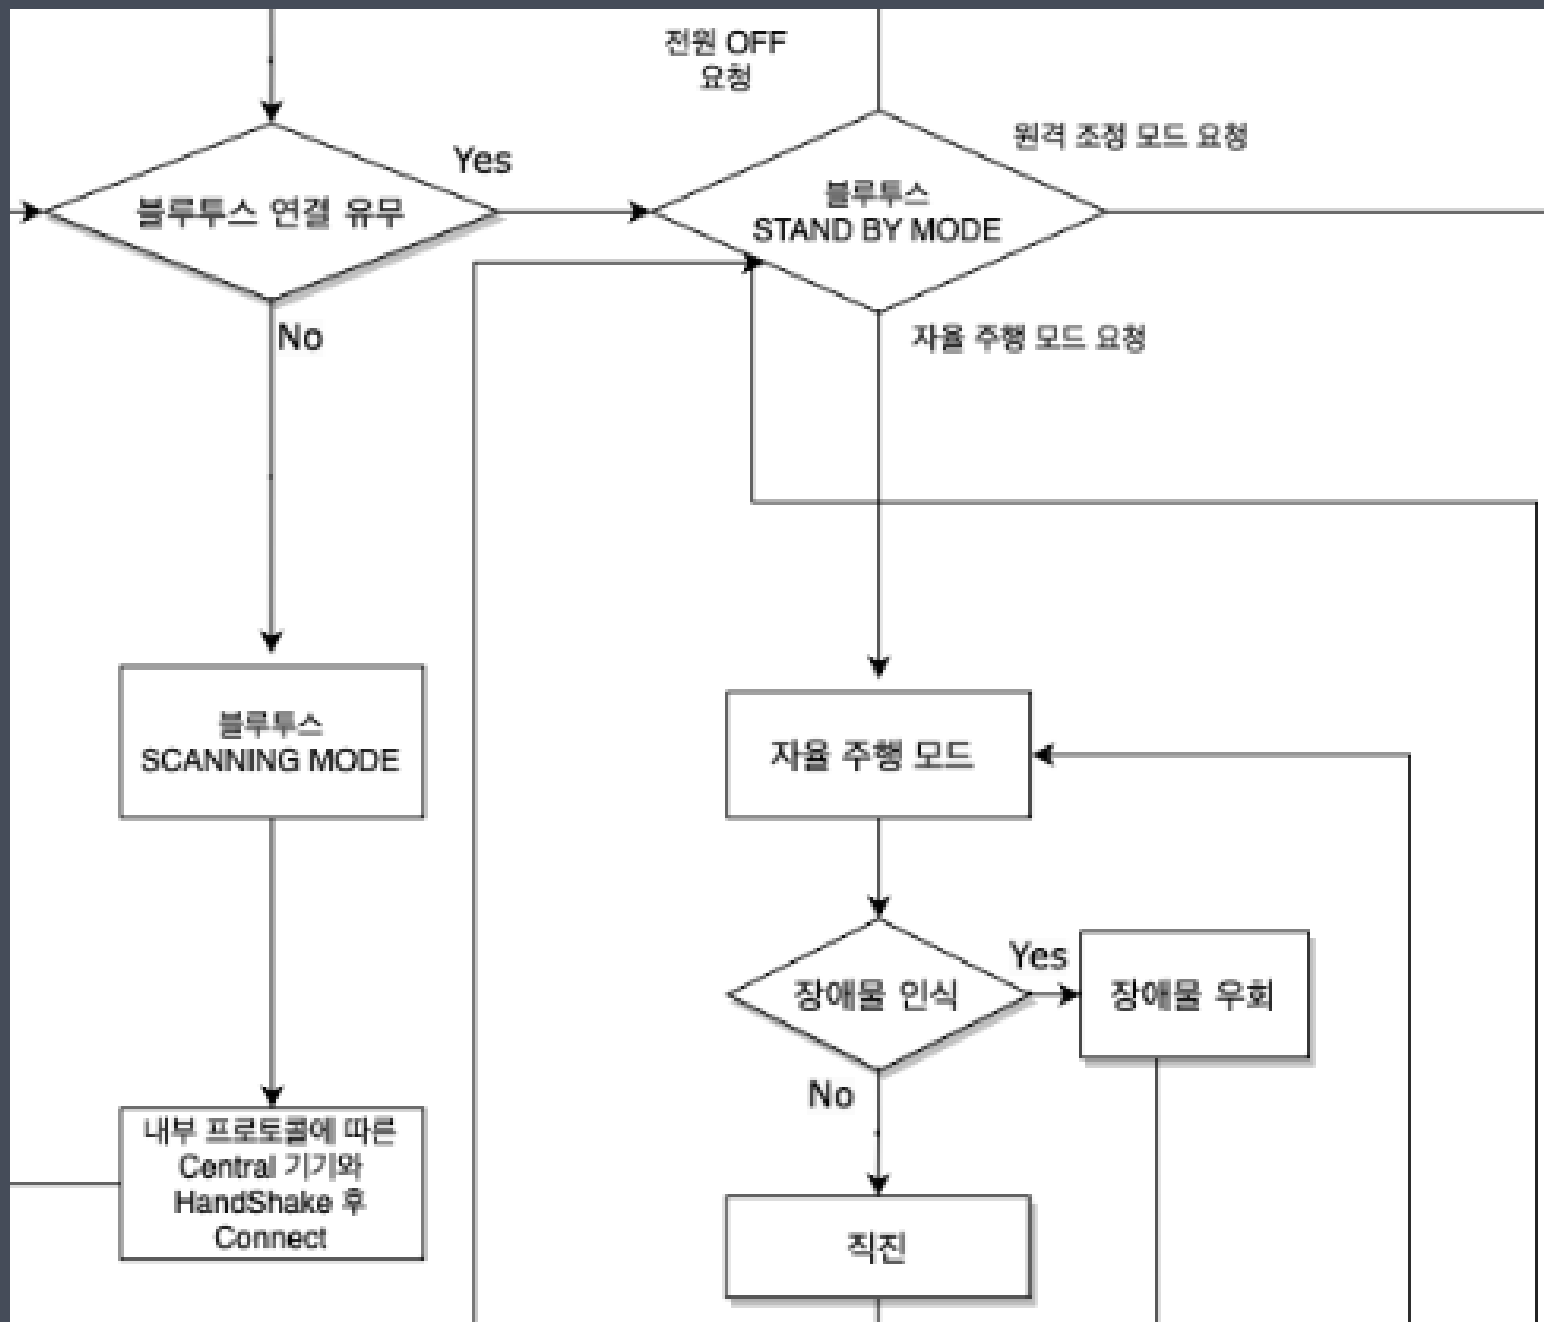 전원 OFF
요청
원격 조정 모드 요청
Yes
블루투스 연결 유무
블루투스
STAND BY MODE
No
자율 주행 모드 요청
블루투스
SCANNING MODE
자율 주행 모드
Yes
장애물 인식
장애물 우회
No
내부 프로토콜에 따른
Central 기기와
HandShake 후
Connect
직진